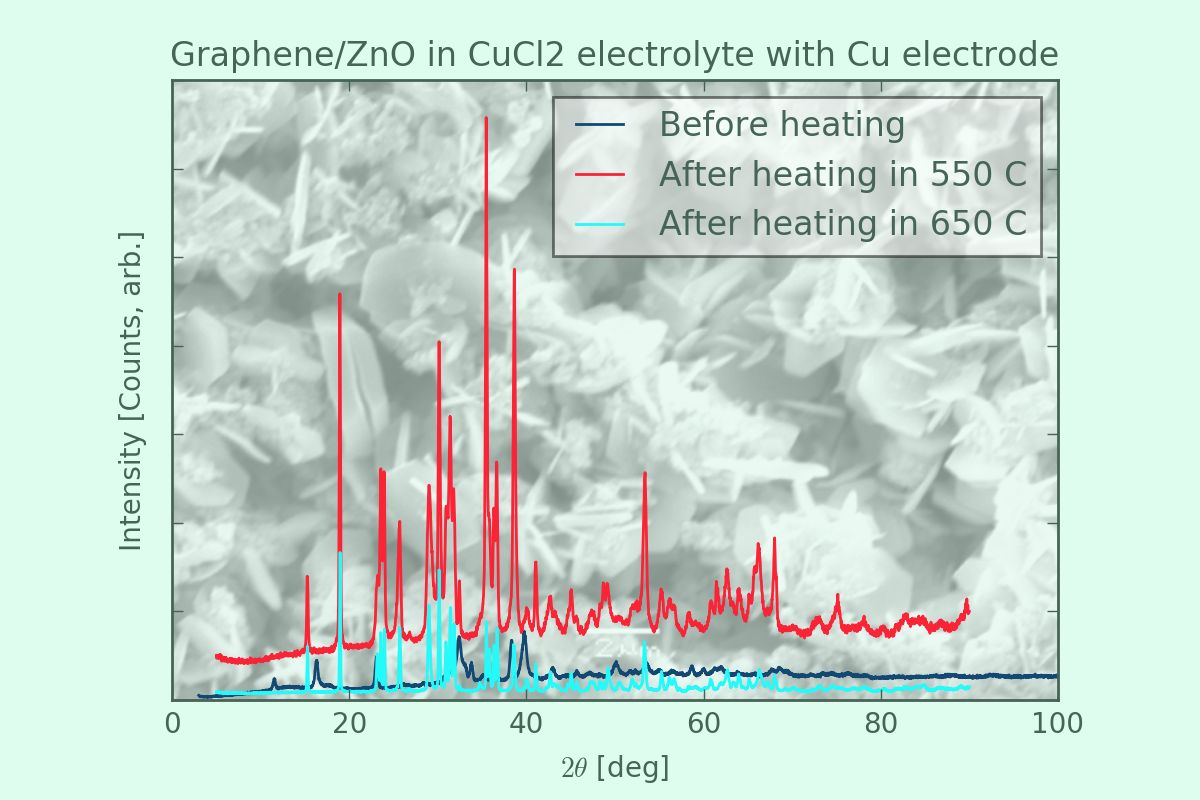 Graphene/ZnO in CuCl2 electrolyte with Cu electrode
Before heating
After heating in 550 C
After heating in 650 C
Intensity [Counts, arb.]
2μm
0 20 40 60 80 100
2θ [deg]